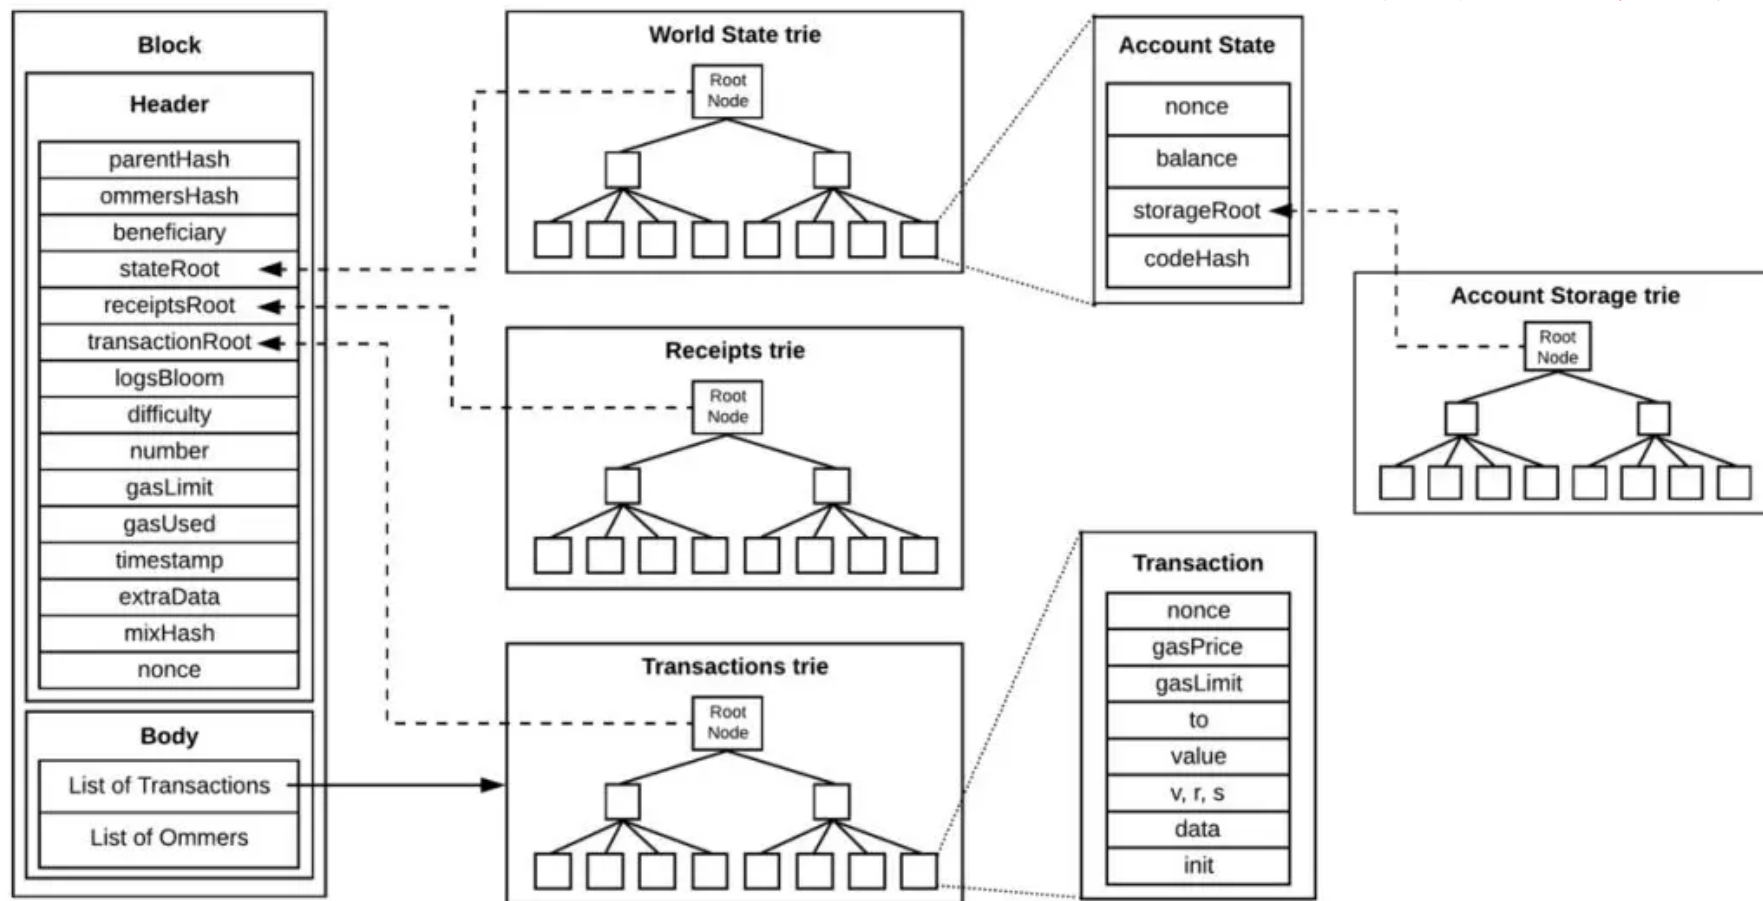 Block
Header
parentHash
ommersHash
beneficiary
stateRoot
receiptsRoot
transactionRoot
logsBloom
difficulty
number
gasLimit
gasUsed
timestamp
extraData
mixHash
nonce
Body
List of Transactions
List of Ommers
World State trie
Root
Node
Receipts trie
Root
Node
Transactions trie
Root
Node
Account State
nonce
balance
storageRoot
codeHash
Account Storage trie
Root
Node
Transaction
nonce
gasPrice
gasLimit
to
value
v, r, s
data
init